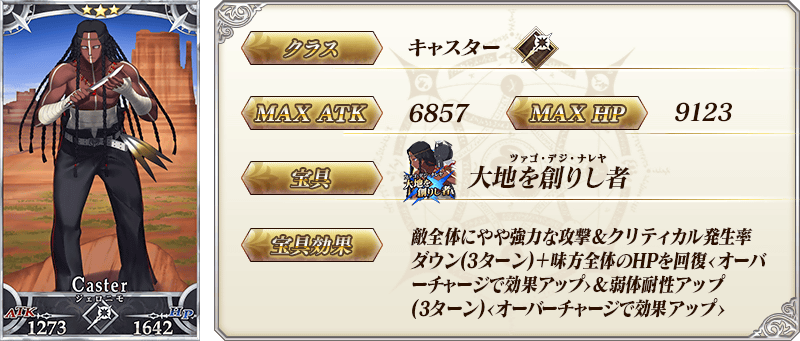 Caster
ジェロニモ
ATK
1273
HP
1642
クラス
キャスター
MAX ATK
6857
MAX HP
9123
宝具
大地を
創りし者
ツァゴ・デジ・ナレヤ
大地を創りし者
宝具効果
敵全体にやや強力な攻撃&クリティカル発生率
ダウン(3ターン)+味方全体のHPを回復<オーバ
ーチャージで効果アップ>&弱体耐性アップ
(3ターン)<オーバーチャージで効果アップ>